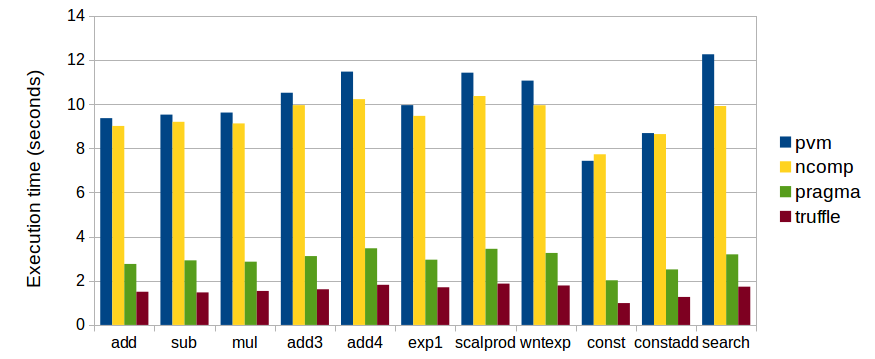 14
12
10
8
6
4
2
0
Execution time (seconds)
add sub mul add3 add4 exp1 scalprod wntexp const constadd search
pvm
ncomp
pragma
truffle